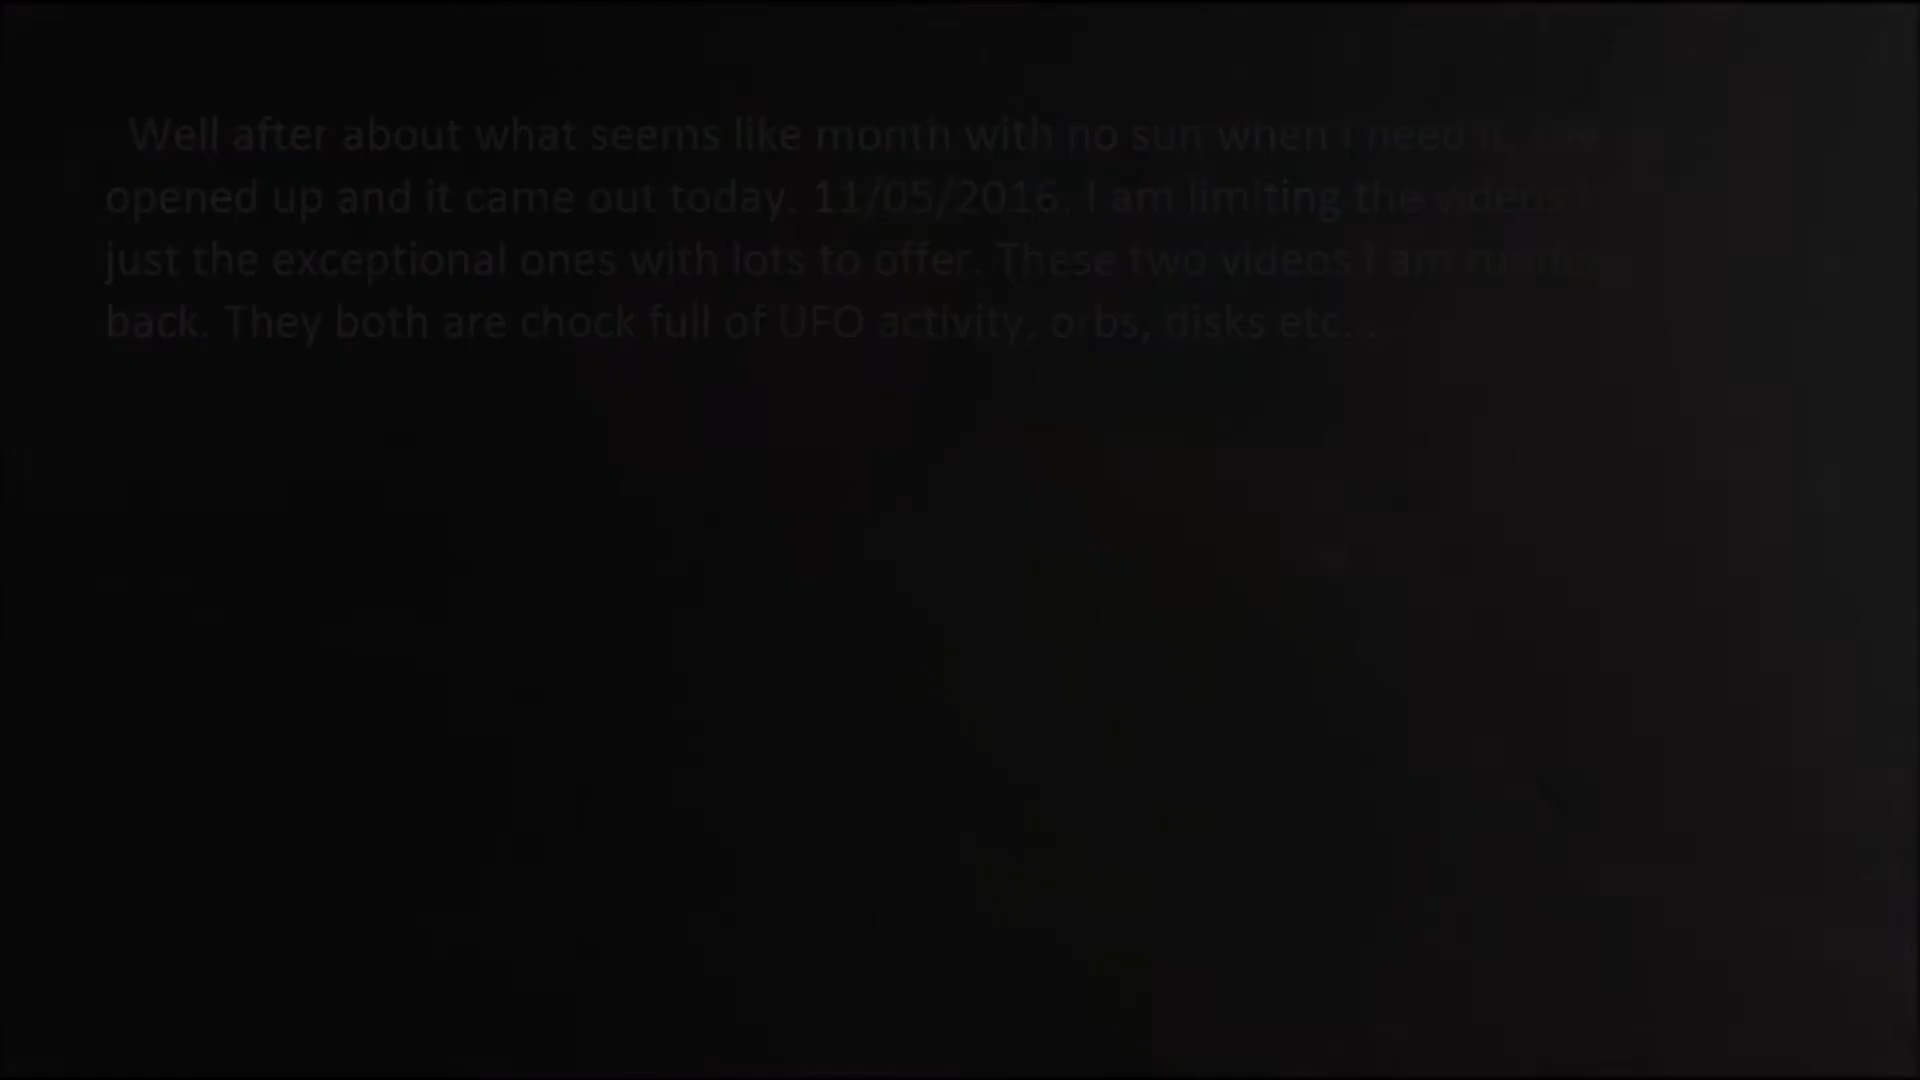 Well after about what seems like month with no sun when I need it, the
opened up and it came out today. 11/05/2016. I am limiting the videos I
just the exceptional ones with lots to offer. These two videos I am running
back. They both are chock full of UFO activity, orbs, disks etc...